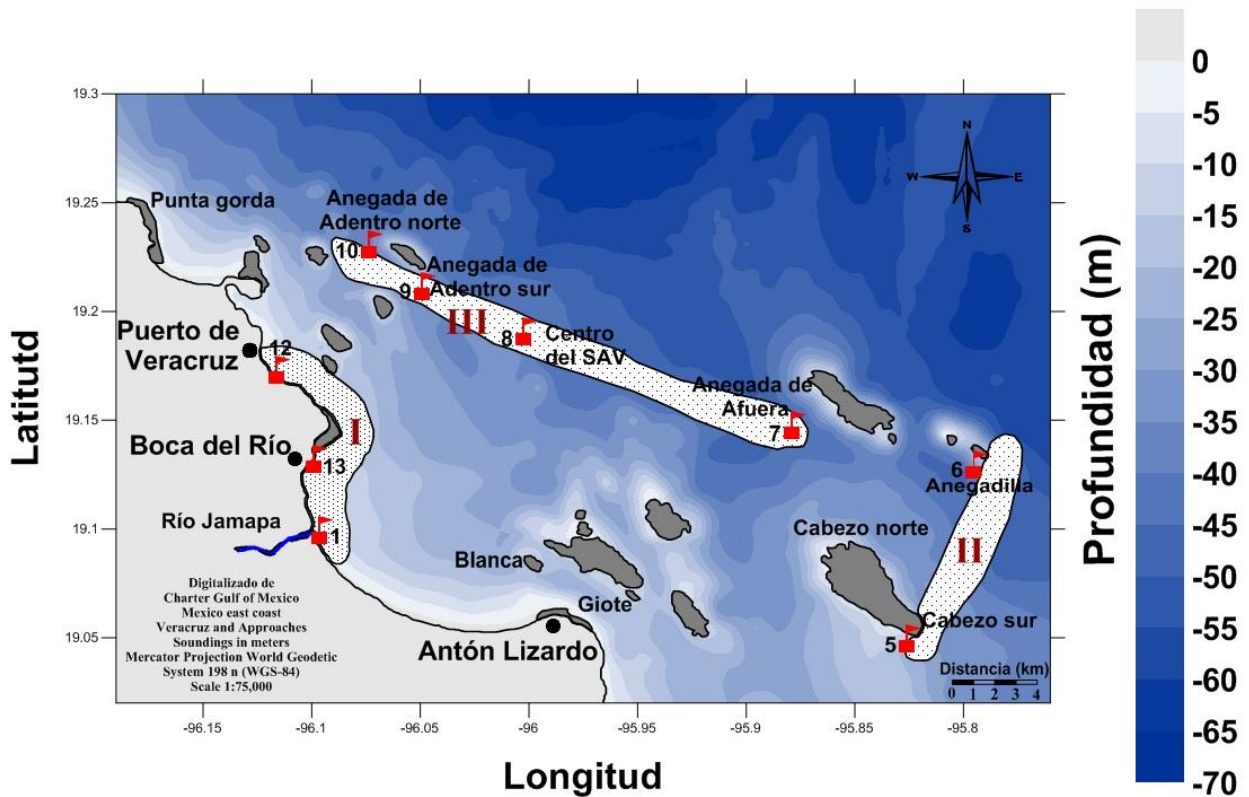 0
-5
-10
-15
-20
-25
-30
-35
-40
-45
-50
-55
-60
-65
-70
Profundidad (m)
Latitutd
19.3
19.25
19.2
19.15
19.1
19.05
N
W
E
S
Punta gorda
Anegada de
Adentro norte
10
Anegada de
Adentro sur
9
III
8
Centro
del SAV
Puerto de
Veracruz
12
Anegada de
Afuera
7
I
Boca del Río
13
6
Anegadilla
Río Jamapa
1
Cabezo norte
II
Blanca
Giote
Cabezo sur
5
Antón Lizardo
Digitalizado de
Charter Gulf of Mexico
Mexico east coast
Veracruz and Approaches
Soundings in meters
Mercator Projection World Geodetic
System 198 n (WGS-84)
Scale 1:75,000
Distancia (km)
0 1 2 3 4
-96.15
-96.1
-96.05
-96
-95.95
-95.9
-95.85
-95.8
Longitud